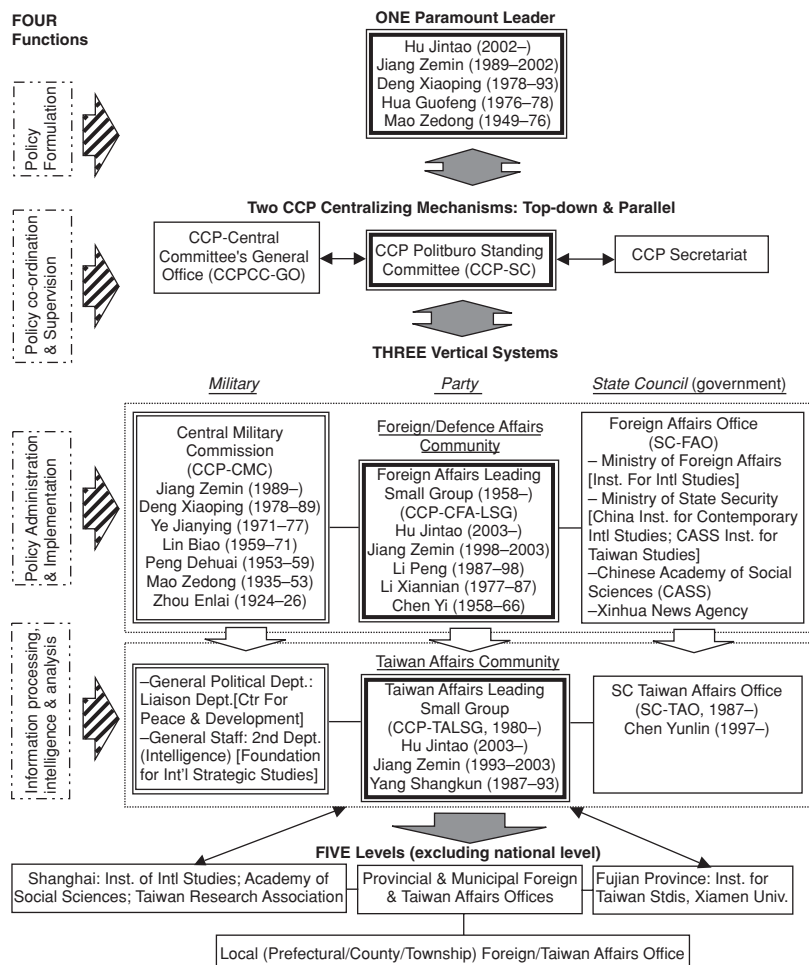 FOUR
Functions
ONE Paramount Leader
Hu Jintao (2002–)
Jiang Zemin (1989–2002)
Deng Xiaoping (1978–93)
Hua Guofeng (1976–78)
Mao Zedong (1949–76)
Policy
Formulation
Two CCP Centralizing Mechanisms: Top-down & Parallel
CCP-Central
Committee's General
Office (CCPCC-GO)
CCP Politburo Standing
Committee (CCP-SC)
CCP Secretariat
Policy co-ordination
& Supervision
THREE Vertical Systems
Military
Party
State Council (government)
Policy Administration
& Implementation
Central Military
Commission
(CCP-CMC)
Jiang Zemin (1989–)
Deng Xiaoping (1978–89)
Ye Jianying (1971–77)
Lin Biao (1959–71)
Peng Dehuai (1953–59)
Mao Zedong (1935–53)
Zhou Enlai (1924–26)
Foreign/Defence Affairs
Community
Foreign Affairs Leading
Small Group (1958–)
(CCP-CFA-LSG)
Hu Jintao (2003–)
Jiang Zemin (1998–2003)
Li Peng (1987–98)
Li Xiannian (1977–87)
Chen Yi (1958–66)
Foreign Affairs Office
(SC-FAO)
– Ministry of Foreign Affairs
[Inst. For Intl Studies]
– Ministry of State Security
[China Inst. for Contemporary
Intl Studies; CASS Inst. for
Taiwan Studies]
–Chinese Academy of Social
Sciences (CASS)
–Xinhua News Agency
Information processing,
intelligence & analysis
Taiwan Affairs Community
–General Political Dept.:
Liaison Dept.[Ctr For
Peace & Development]
–General Staff: 2nd Dept.
(Intelligence) [Foundation
for Int'l Strategic Studies]
Taiwan Affairs Leading
Small Group
(CCP-TALSG, 1980–)
Hu Jintao (2003–)
Jiang Zemin (1993–2003)
Yang Shangkun (1987–93)
SC Taiwan Affairs Office
(SC-TAO, 1987–)
Chen Yunlin (1997–)
FIVE Levels (excluding national level)
Shanghai: Inst. of Intl Studies; Academy of
Social Sciences; Taiwan Research Association
Provincial & Municipal Foreign
& Taiwan Affairs Offices
Fujian Province: Inst. for
Taiwan Stdis, Xiamen Univ.
Local (Prefectural/County/Township) Foreign/Taiwan Affairs Office